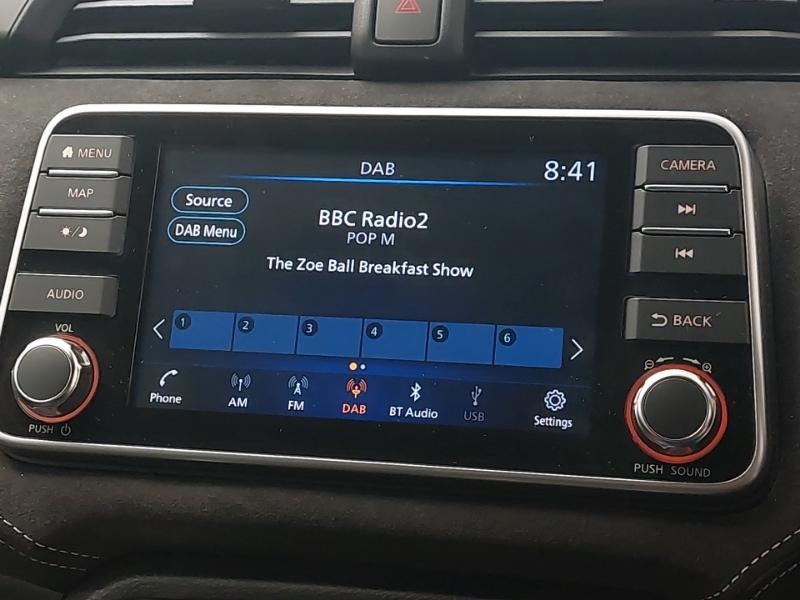 MENU
MAP
AUDIO
VOL
PUSH
DAB
8:41
Source
DAB Menu
BBC Radio2
POP M
The Zoe Ball Breakfast Show
1 2 3 4 5 6
Phone AM FM DAB BT Audio USB Settings
CAMERA
BACK
PUSH SOUND